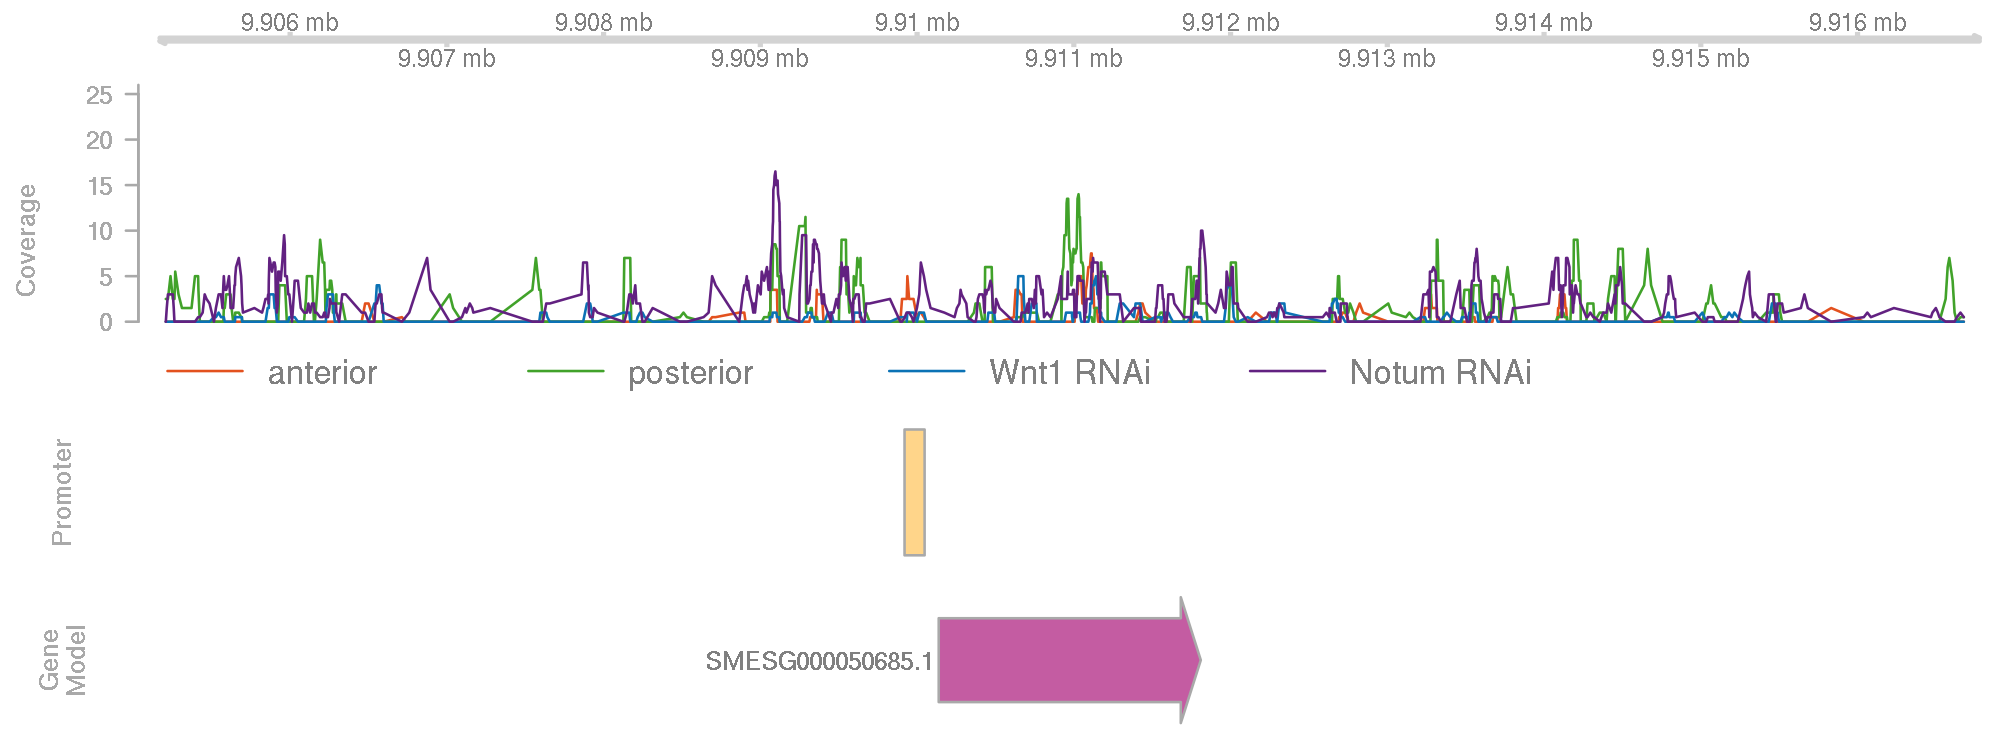 9.906 mb 9.908 mb 9.91 mb 9.912 mb 9.914 mb 9.916 mb
9.907 mb 9.909 mb 9.911 mb 9.913 mb 9.915 mb
Coverage
25
20
15
10
5
0
anterior posterior Wnt1 RNAi Notum RNAi
Promoter
Gene
Model
SMESG000050685.1